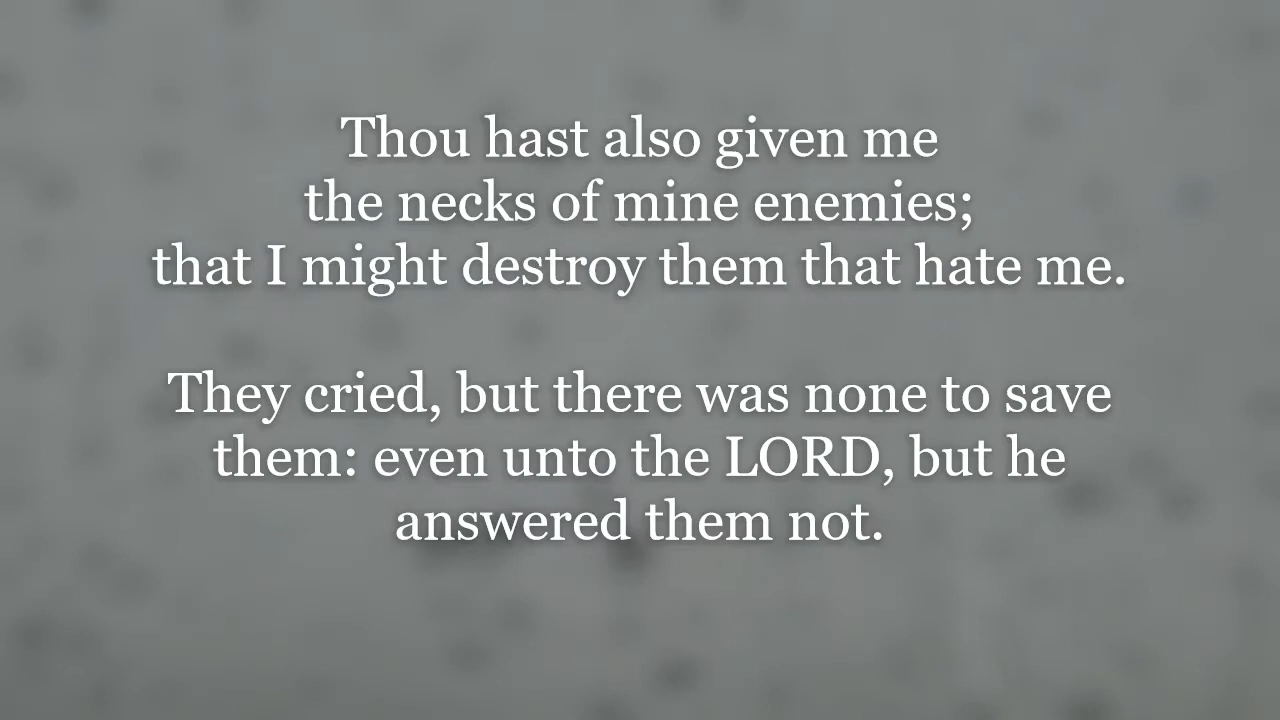 Thou hast also given me
the necks of mine enemies;
that I might destroy them that hate me.
They cried, but there was none to save
them: even unto the LORD, but he
answered them not.